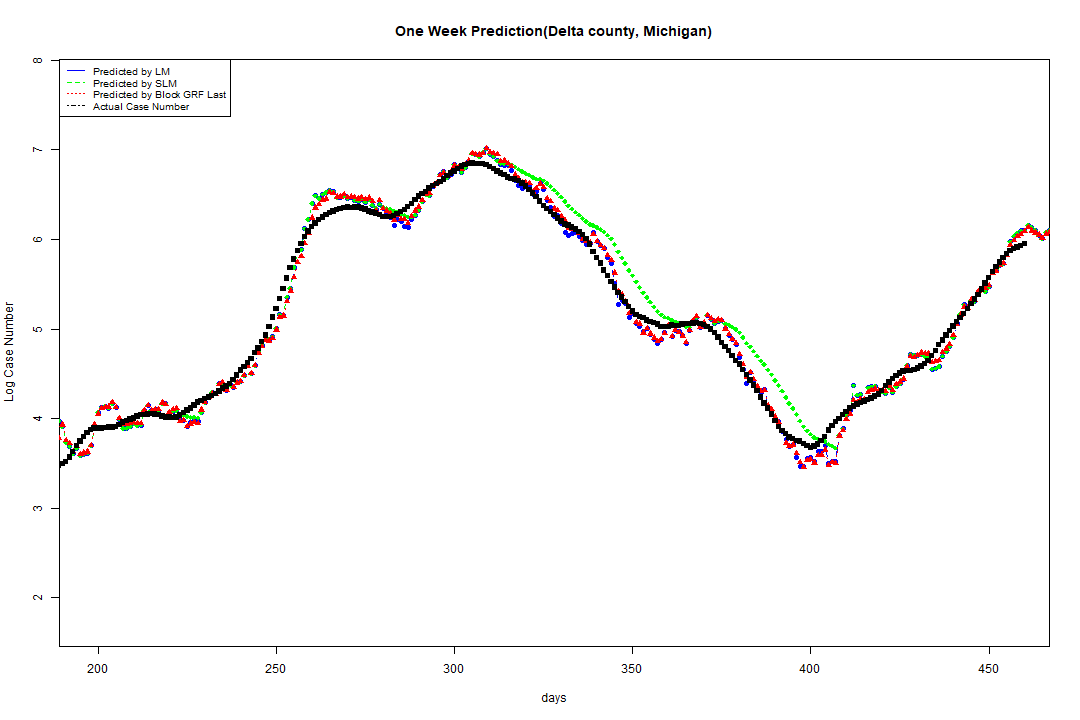 One Week Prediction(Delta county, Michigan)
Predicted by LM
Predicted by SLM
Predicted by Block GRF Last
Actual Case Number
Log Case Number
8
7
6
5
4
3
2
200 250 300 350 400 450
days